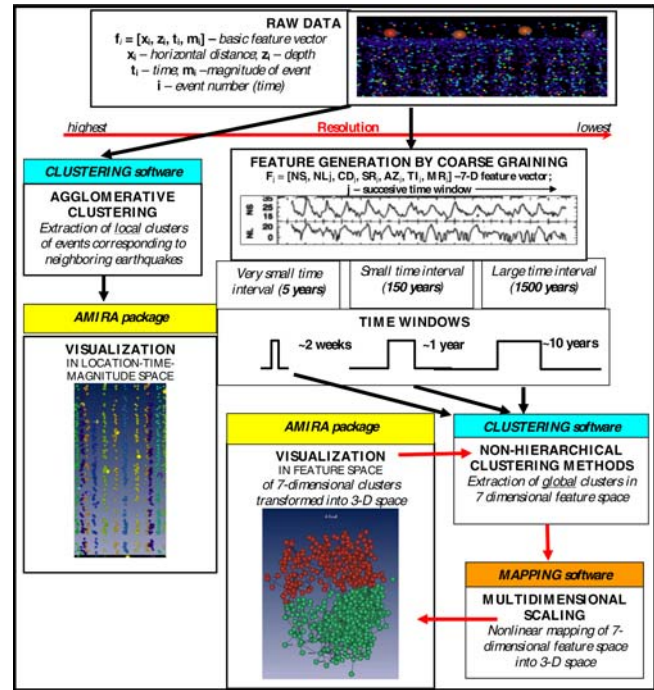 RAW DATA
fᵢ = [xᵢ, zᵢ, tᵢ, mᵢ] – basic feature vector
xᵢ – horizontal distance; zᵢ – depth
tᵢ – time; mᵢ –magnitude of event
i – event number (time)
highest Resolution lowest
CLUSTERING software
AGGLOMERATIVE
CLUSTERING
Extraction of local clusters
of events corresponding to
neighboring earthquakes
FEATURE GENERATION BY COARSE GRAINING
Fⱼ = [NSⱼ, NLj, CDⱼ, SRⱼ, AZⱼ, TIⱼ, MRⱼ] –7-D feature vector;
j – succesive time window
NS
35
25
15
NL
20
0
Very small time
interval (5 years)
Small time interval
(150 years)
Large time interval
(1500 years)
TIME WINDOWS
~2 weeks
~1 year
~10 years
AMIRA package
VISUALIZATION
IN LOCATION-TIME-
MAGNITUDE SPACE
AMIRA package
VISUALIZATION
IN FEATURE SPACE
of 7-dimensional clusters
transformed into 3-D space
CLUSTERING software
NON-HIERARCHICAL
CLUSTERING METHODS
Extraction of global clusters in
7 dimensional feature space
MAPPING software
MULTIDIMENSIONAL
SCALING
Nonlinear mapping of 7-
dimensional feature space
into 3-D space